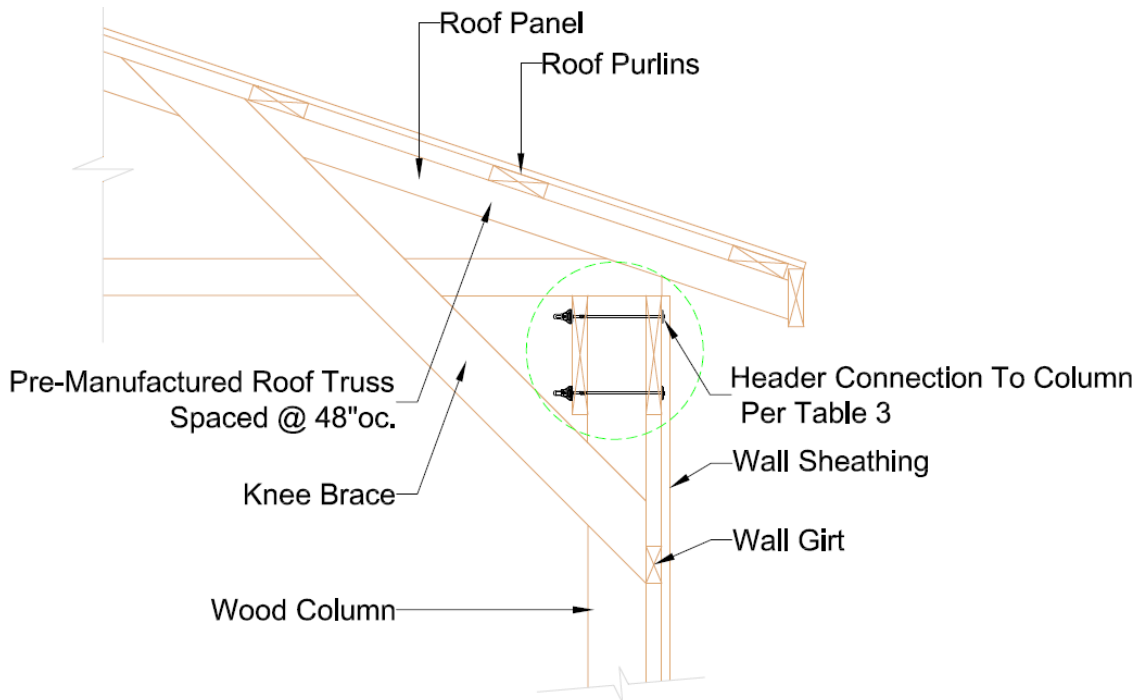 Roof Panel
Roof Purlins
Pre-Manufactured Roof Truss
Spaced @ 48"oc.
Header Connection To Column
Per Table 3
Wall Sheathing
Knee Brace
Wall Girt
Wood Column